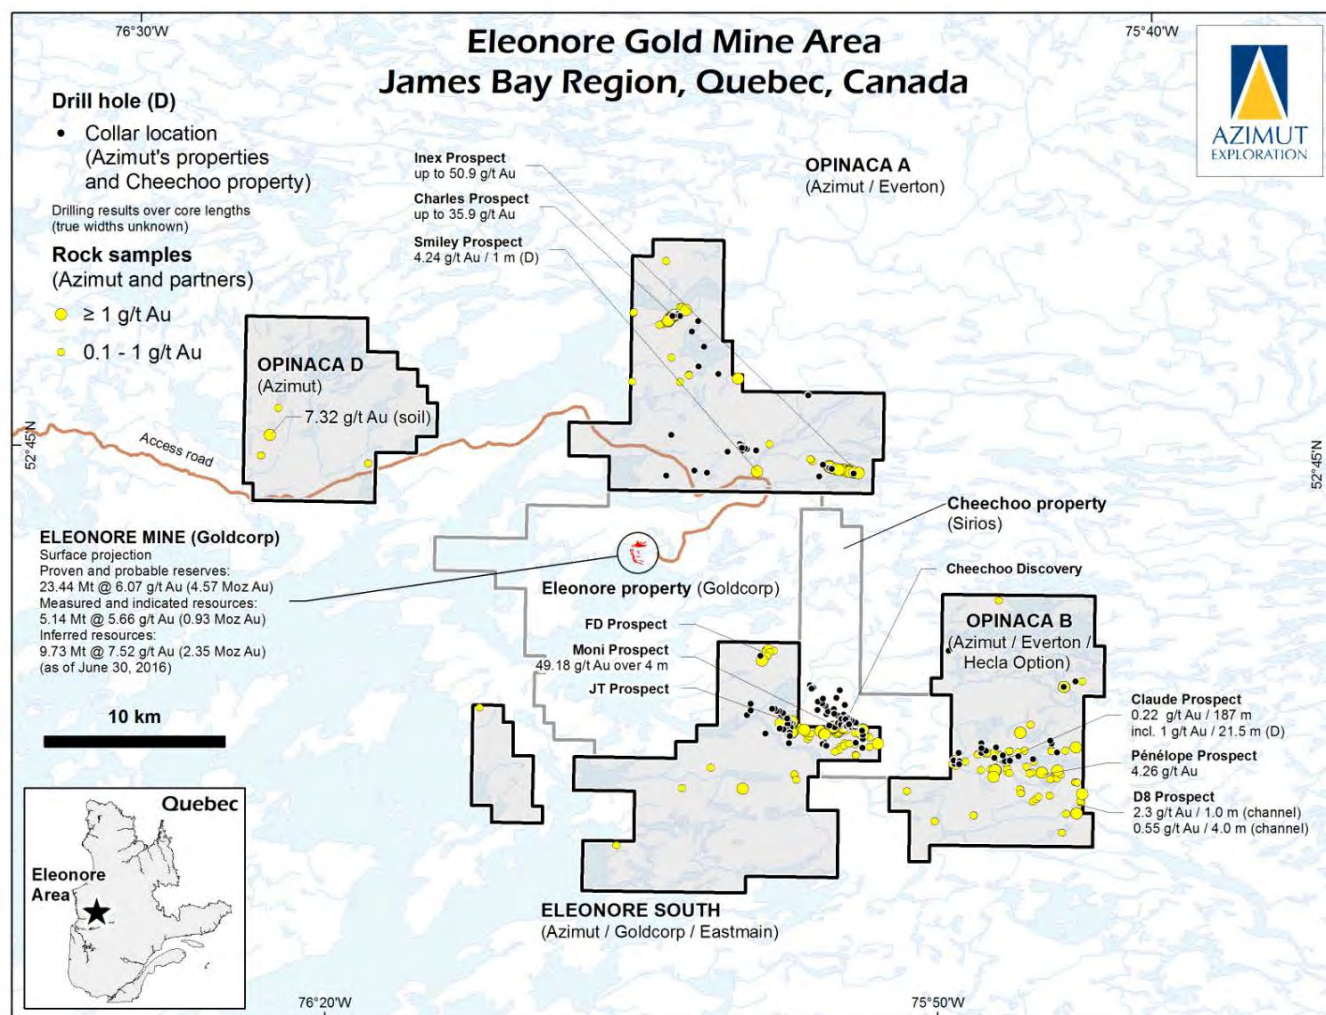 76°30'W
75°40'W
Eleonore Gold Mine Area
James Bay Region, Quebec, Canada
AZIMUT
EXPLORATION
Drill hole (D)
Collar location
(Azimut's properties
and Cheechoo property)
Drilling results over core lengths
(true widths unknown)
Rock samples
(Azimut and partners)
≥ 1 g/t Au
0.1 - 1 g/t Au
Inex Prospect
up to 50.9 g/t Au
Charles Prospect
up to 35.9 g/t Au
Smiley Prospect
4.24 g/t Au / 1 m (D)
OPINACA A
(Azimut / Everton)
OPINACA D
(Azimut)
7.32 g/t Au (soil)
Access road
52°45'N
52°45'N
ELEONORE MINE (Goldcorp)
Surface projection
Proven and probable reserves:
23.44 Mt @ 6.07 g/t Au (4.57 Moz Au)
Measured and indicated resources:
5.14 Mt @ 5.66 g/t Au (0.93 Moz Au)
Inferred resources:
9.73 Mt @ 7.52 g/t Au (2.35 Moz Au)
(as of June 30, 2016)
Eleonore property (Goldcorp)
Cheechoo property
(Sirios)
Cheechoo Discovery
FD Prospect
Moni Prospect
49.18 g/t Au over 4 m
JT Prospect
OPINACA B
(Azimut / Everton /
Hecla Option)
Claude Prospect
0.22 g/t Au / 187 m
incl. 1 g/t Au / 21.5 m (D)
Pénélope Prospect
4.26 g/t Au
D8 Prospect
2.3 g/t Au / 1.0 m (channel)
0.55 g/t Au / 4.0 m (channel)
10 km
Quebec
Eleonore
Area
ELEONORE SOUTH
(Azimut / Goldcorp / Eastmain)
76°20'W
75°50'W